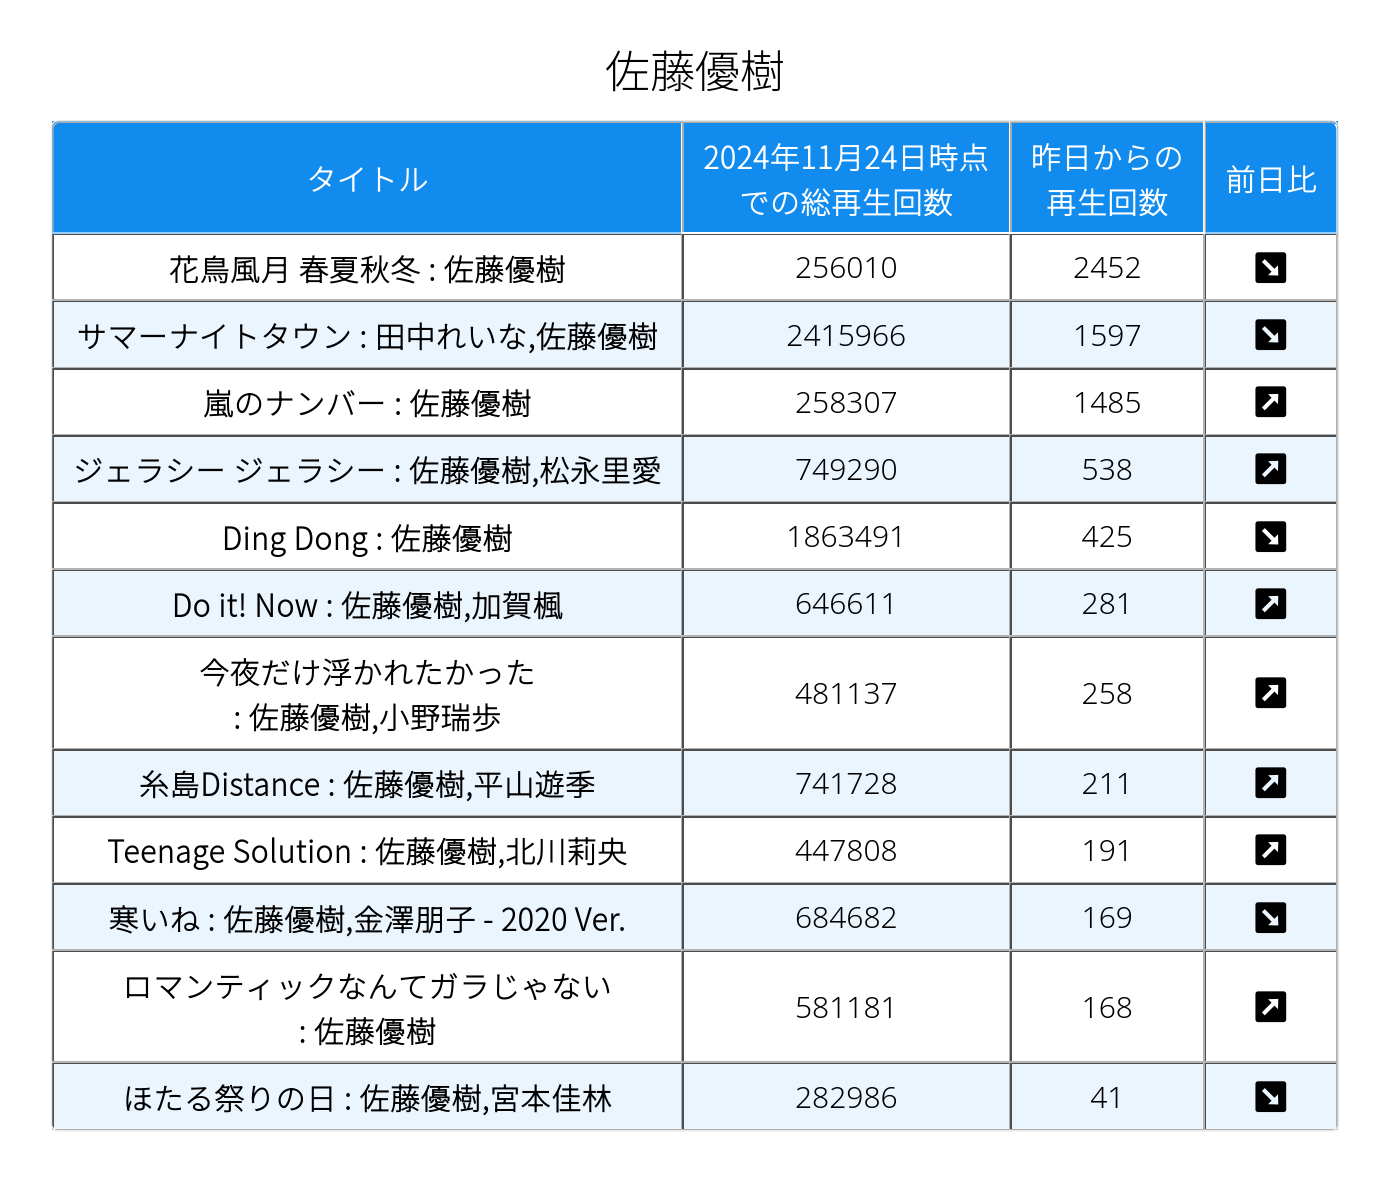 佐藤優樹
タイトル
2024年11月24日時点
での総再生回数
昨日からの
再生回数
前日比
花鳥風月 春夏秋冬 : 佐藤優樹 256010 2452
サマーナイトタウン : 田中れいな,佐藤優樹 2415966 1597
嵐のナンバー : 佐藤優樹 258307 1485
ジェラシー ジェラシー : 佐藤優樹,松永里愛 749290 538
Ding Dong : 佐藤優樹 1863491 425
Do it! Now : 佐藤優樹,加賀楓 646611 281
今夜だけ浮かれたかった
: 佐藤優樹,小野瑞歩 481137 258
糸島Distance : 佐藤優樹,平山遊季 741728 211
Teenage Solution : 佐藤優樹,北川莉央 447808 191
寒いね : 佐藤優樹,金澤朋子 - 2020 Ver. 684682 169
ロマンティックなんてガラじゃない
: 佐藤優樹 581181 168
ほたる祭りの日 : 佐藤優樹,宮本佳林 282986 41